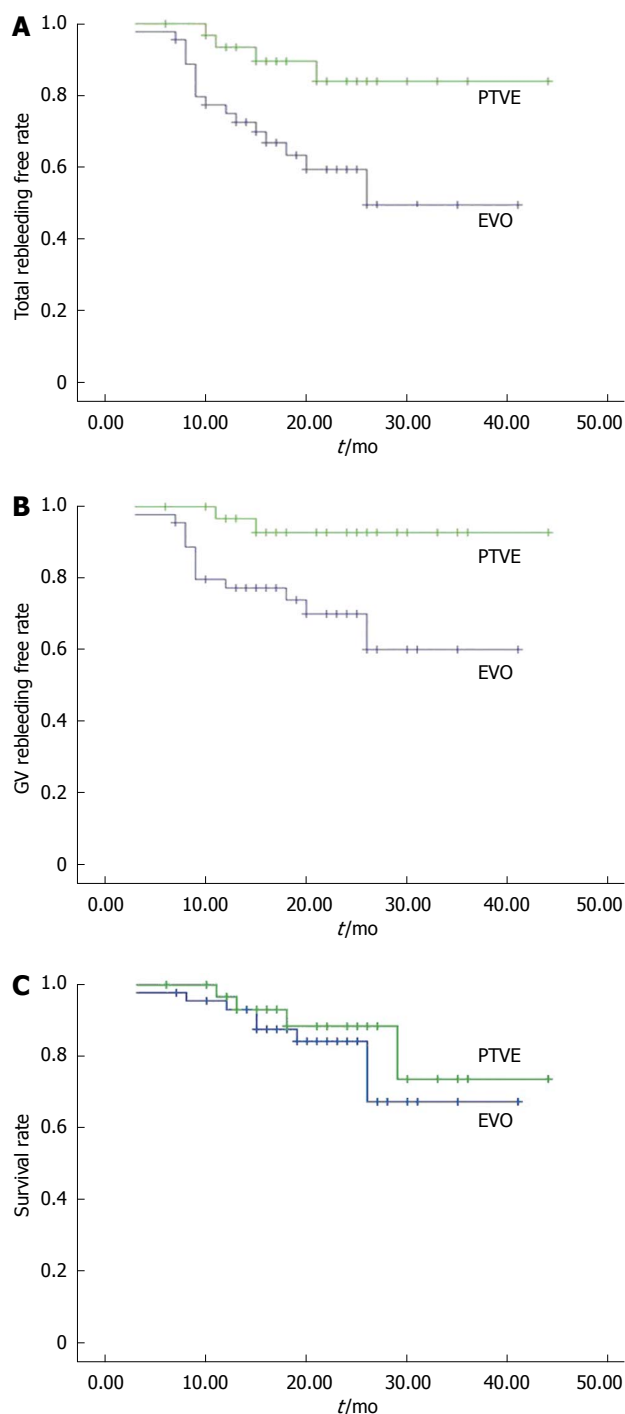 A
Total rebleeding free rate
1.0
0.8
0.6
0.4
0.2
0
PTVE
EVO
0.00 10.00 20.00 30.00 40.00 50.00
t/mo
B
GV rebleeding free rate
1.0
0.8
0.6
0.4
0.2
0
PTVE
EVO
0.00 10.00 20.00 30.00 40.00 50.00
t/mo
C
Survival rate
1.0
0.8
0.6
0.4
0.2
0
PTVE
EVO
0.00 10.00 20.00 30.00 40.00 50.00
t/mo